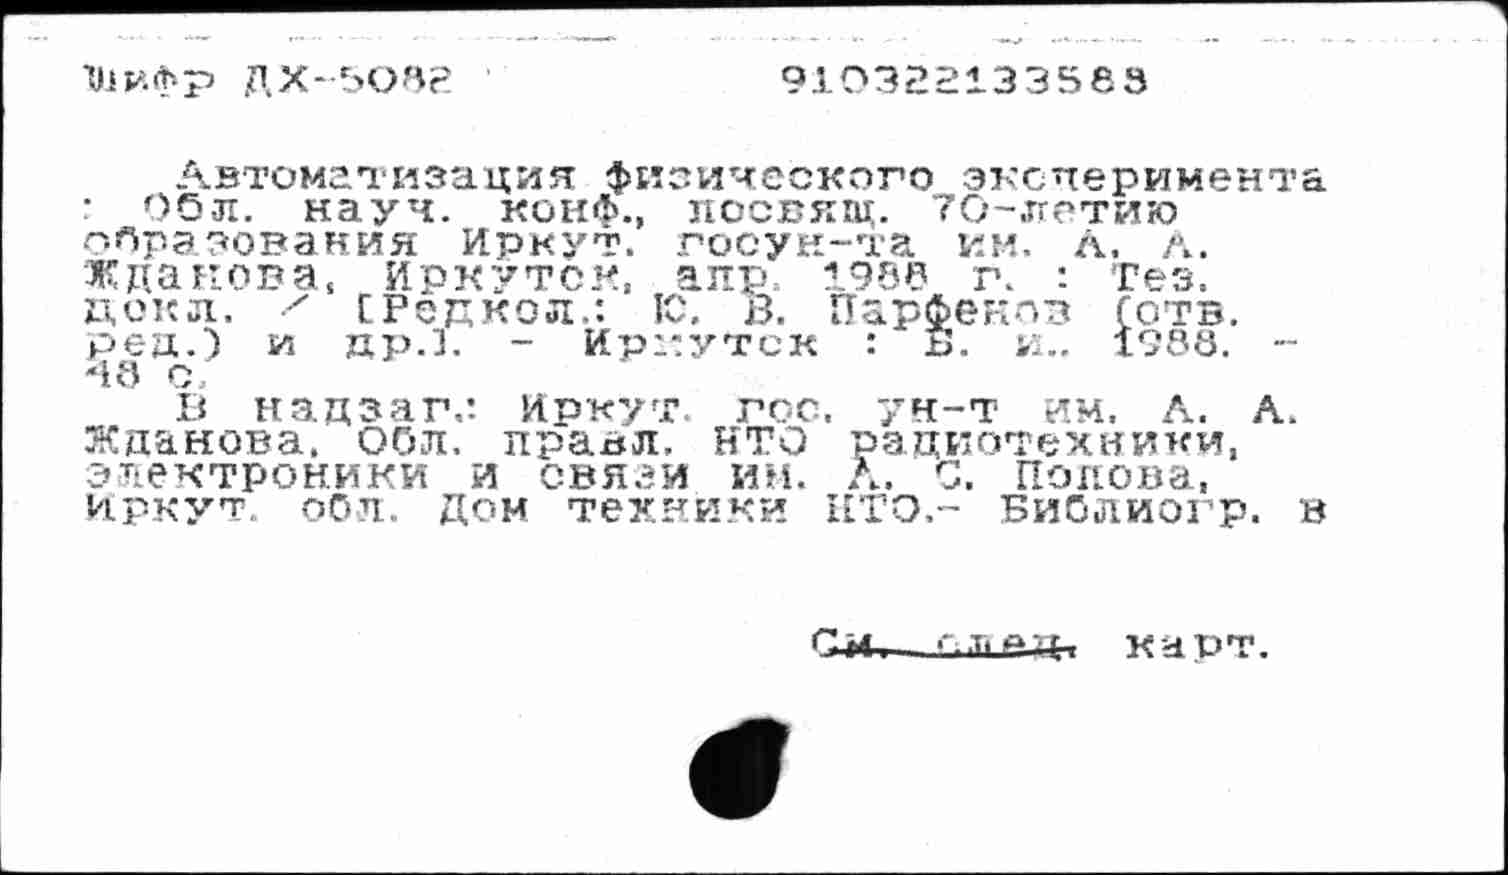 Шифр ДХ-5082 910322133588
Автоматизация физического эксперимента
: Обл. науч. конф., посвящ. 70-летию
образования Иркут. госун-та им. А. А.
Жданова, Иркутск, апр. 1988 г. : Тез.
докл. / [Редкол.: Ю. В. Парфенов (отв.
ред.) и др.]. - Иркутск : Б. и., 1988. -
48 с.
В надзаг.: Иркут. гос. ун-т им. А. А.
Жданова, Обл. правл. НТО радиотехники,
электроники и связи им. А. С. Попова,
Иркут. обл. Дом техники НТО.- Библиогр. в
См. след. карт.